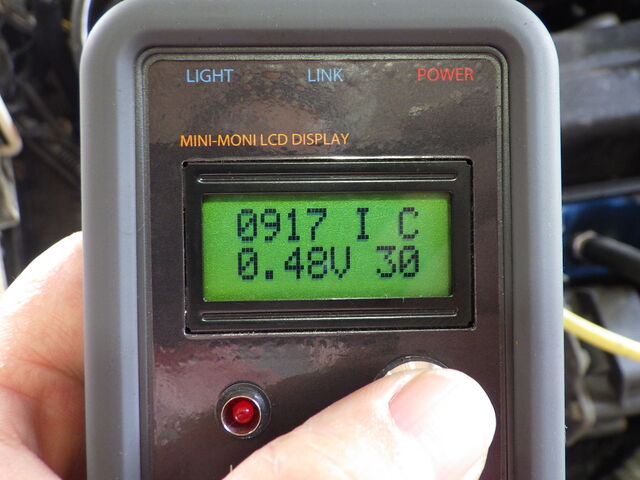 LIGHT LINK POWER
MINI-MONI LCD DISPLAY
0917 I C
0.48V 30